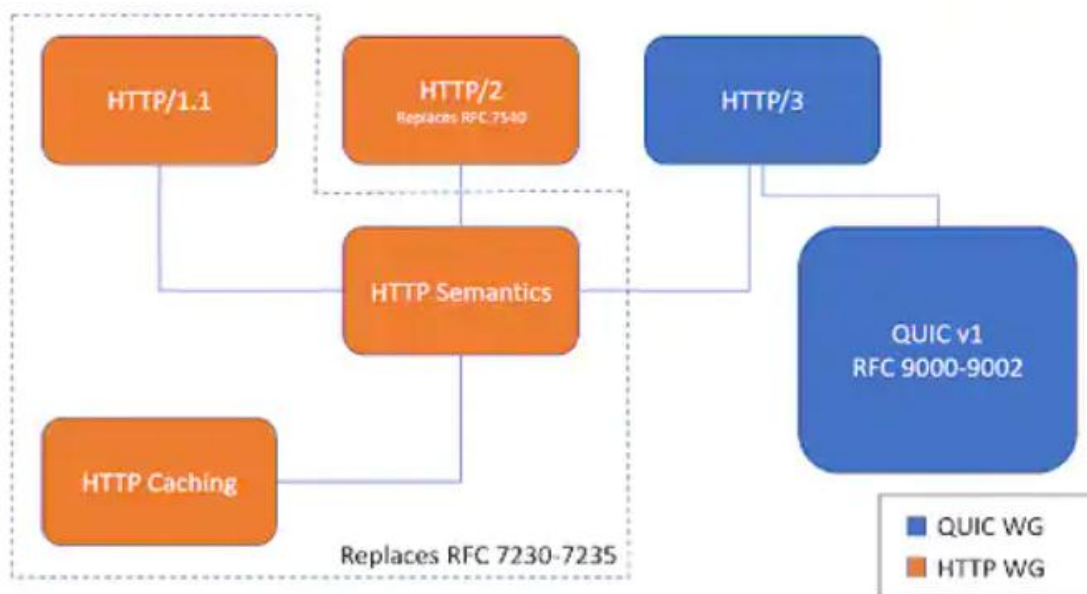 HTTP/1.1
HTTP/2
Replaces RFC 7540
HTTP/3
HTTP Semantics
QUIC v1
RFC 9000-9002
HTTP Caching
Replaces RFC 7230-7235
QUIC WG
HTTP WG